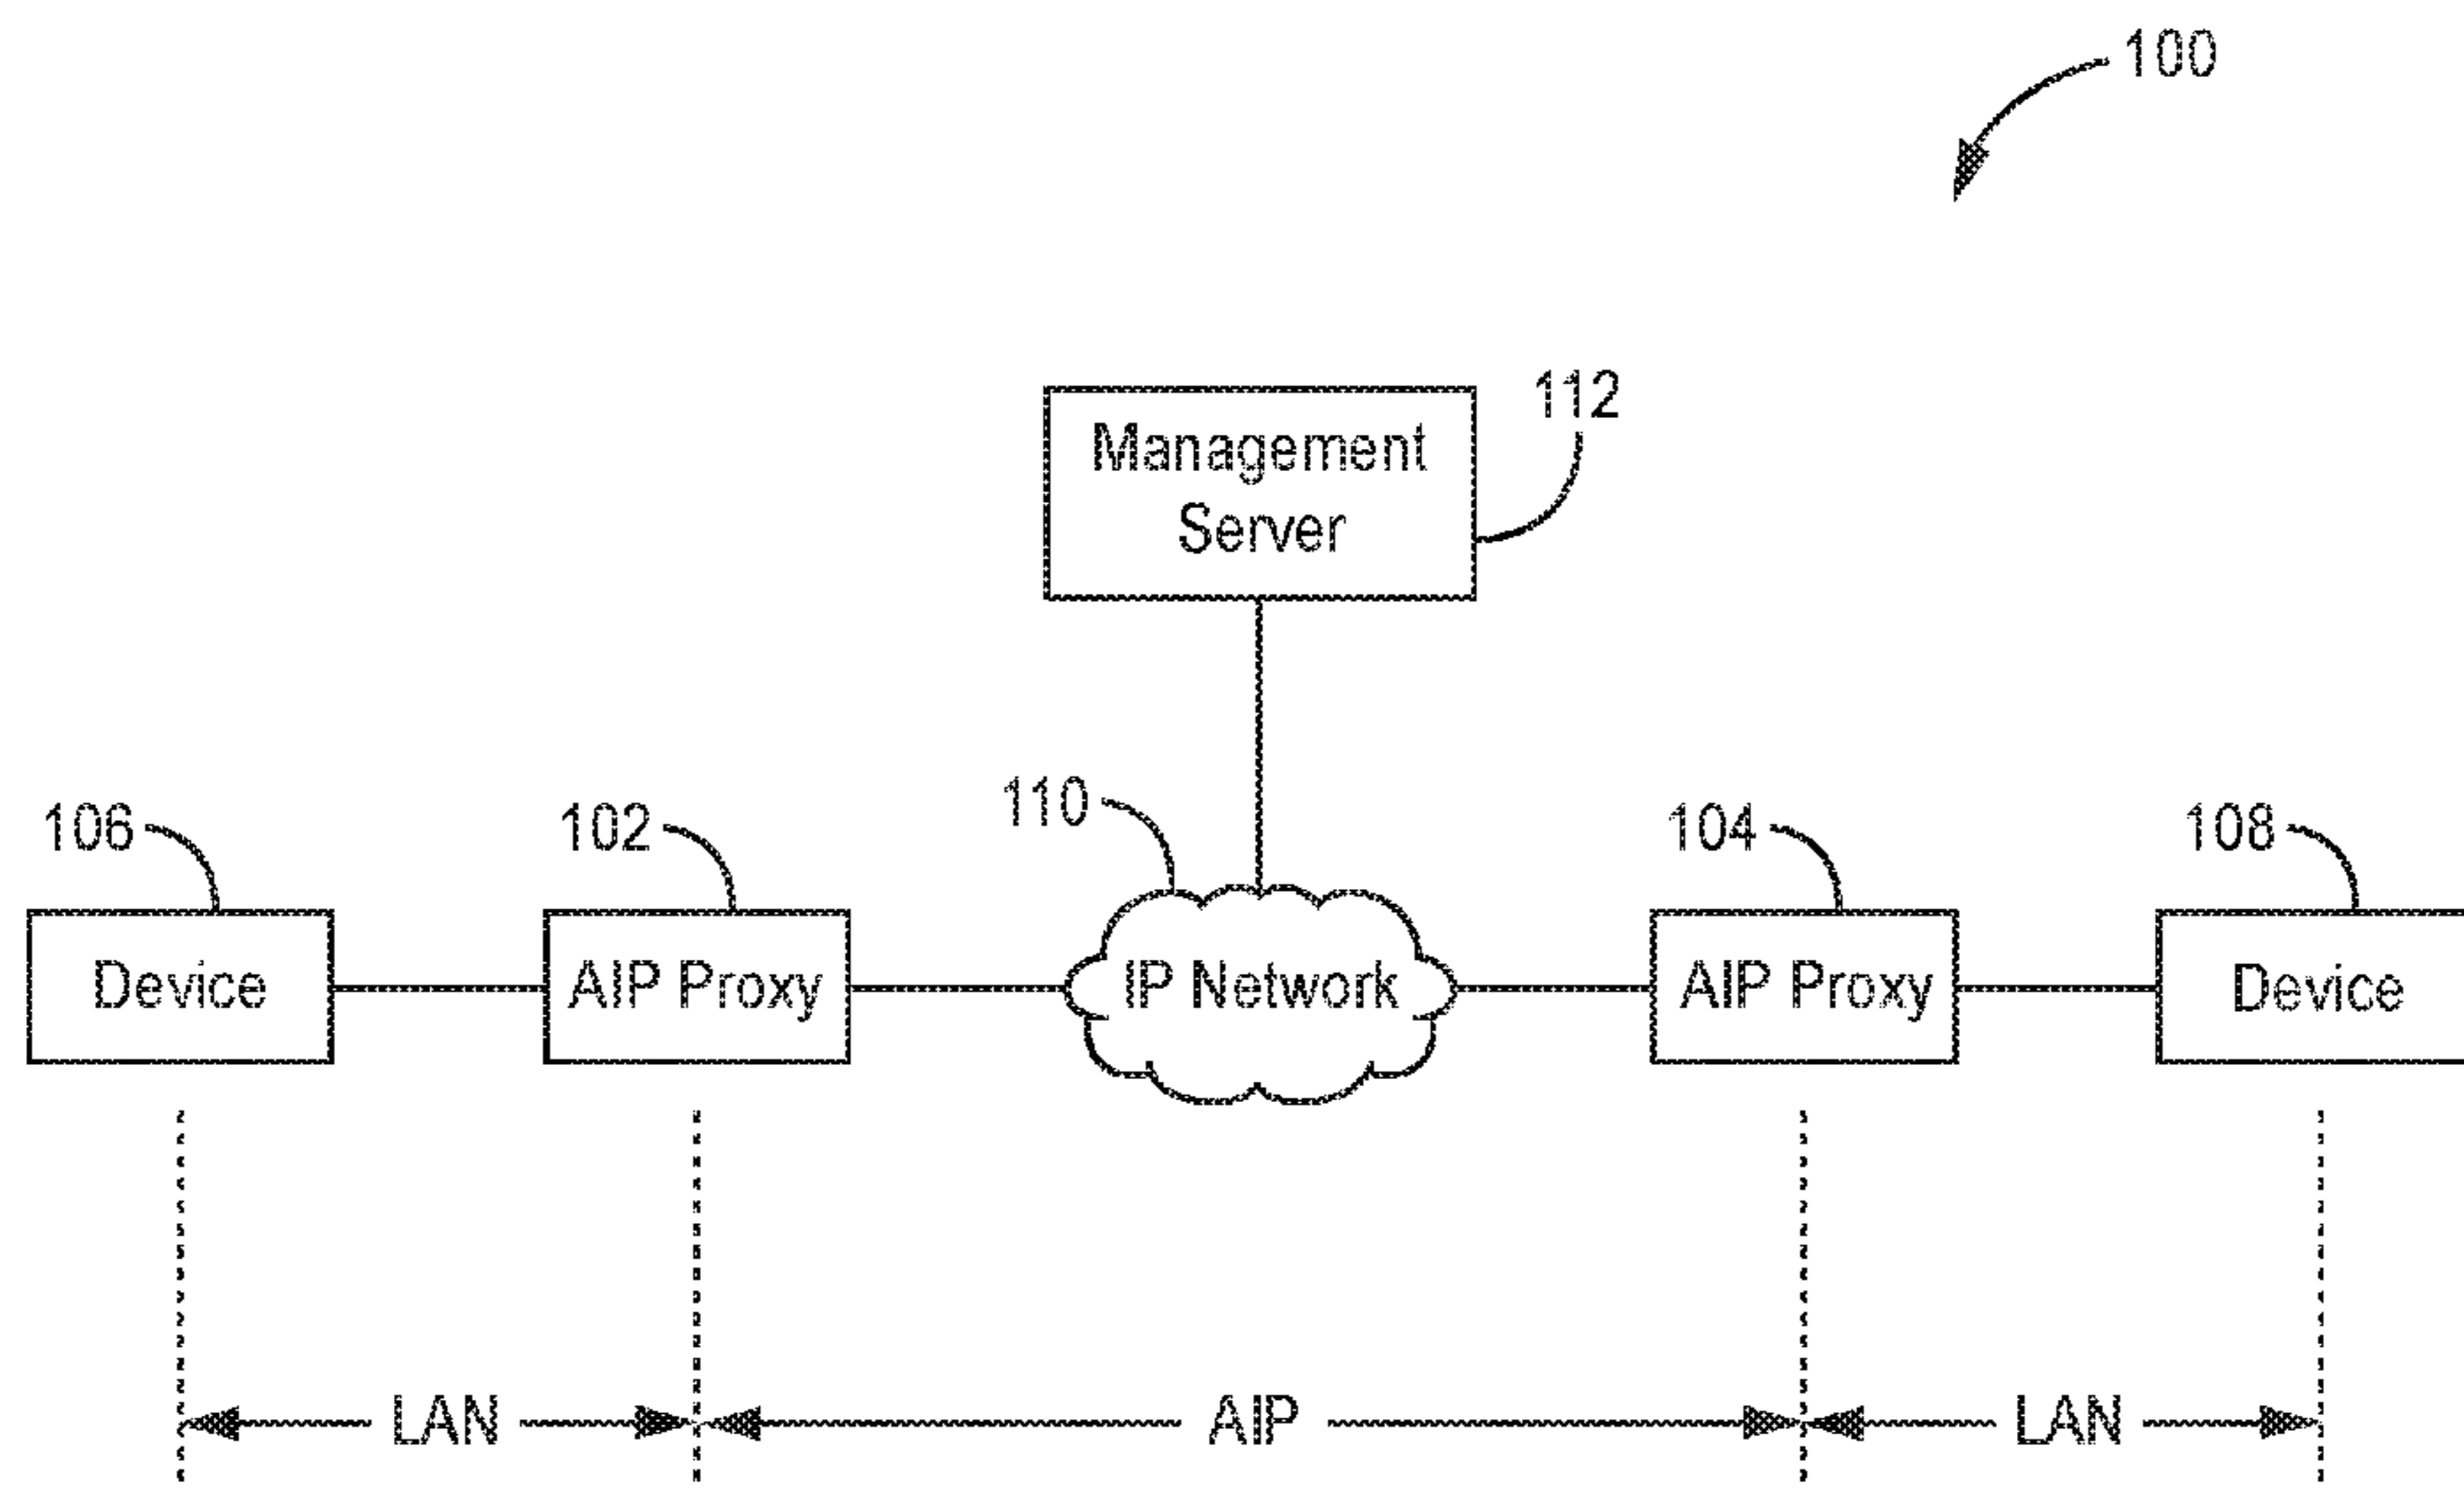 100
112
Management
Server
110
106
102
104
108
Device
AIP Proxy
IP Network
AIP Proxy
Device
LAN
AIP
LAN